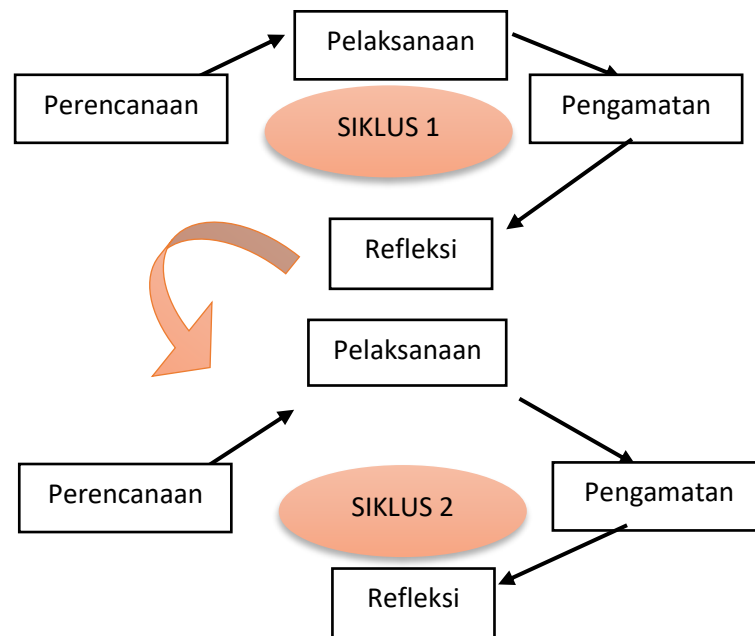 Pelaksanaan
Perencanaan
Pengamatan
SIKLUS 1
Refleksi
Pelaksanaan
Perencanaan
Pengamatan
SIKLUS 2
Refleksi